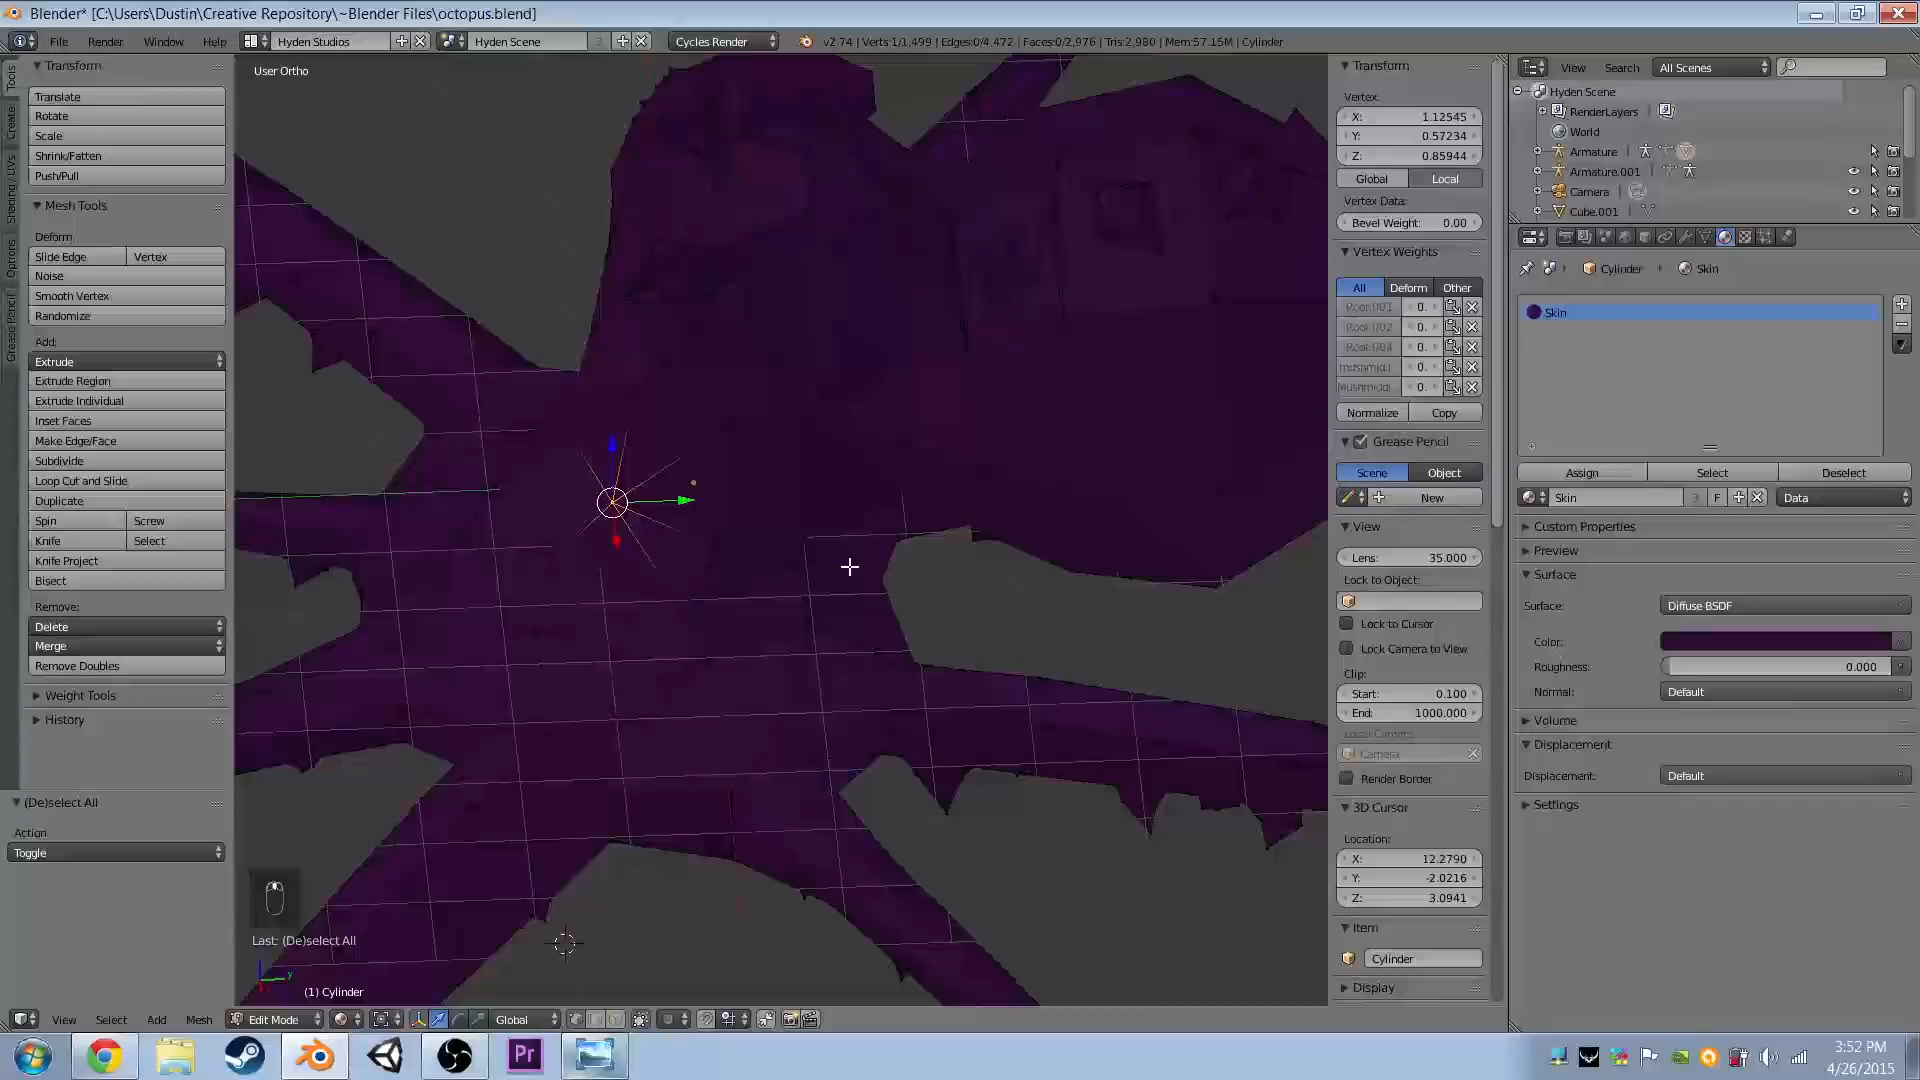 Blender* [C:\Users\Dustin\Creative Repository\~Blender Files\octopus.blend]
File Render Window Help Hyden Studios Hyden Scene Cycles Render v2.74 | Verts:1/1,499 | Edges:0/4,472 | Faces:0/2,976 | Tris:2,980 | Mem:57.15M | Cylinder
Tools
Create
Shading / UVs
Options
Grease Pencil
Transform
Translate
Rotate
Scale
Shrink/Fatten
Push/Pull
Mesh Tools
Deform:
Slide Edge Vertex
Noise
Smooth Vertex
Randomize
Add:
Extrude
Extrude Region
Extrude Individual
Inset Faces
Make Edge/Face
Subdivide
Loop Cut and Slide
Duplicate
Spin Screw
Knife Select
Knife Project
Bisect
Remove:
Delete
Merge
Remove Doubles
Weight Tools
History
(De)select All
Action
Toggle
User Ortho
Last: (De)select All
y
(1) Cylinder
View Select Add Mesh Edit Mode Global
Transform
Vertex:
X: 1.12545
Y: 0.57234
Z: 0.85944
Global Local
Vertex Data:
Bevel Weight: 0.00
Vertex Weights
All Deform Other
Root.001 0.
Root.002 0.
0.
0.
0.
Normalize Copy
Grease Pencil
Scene Object
New
View
Lens: 35.000
Lock to Object:
Lock to Cursor
Lock Camera to View
Clip:
Start: 0.100
End: 1000.000
Local Camera:
Camera
Render Border
3D Cursor
Location:
X: 12.2790
Y: -2.0216
Z: 3.0941
Item
Cylinder
Display
View Search All Scenes
Hyden Scene
RenderLayers
World
Armature
Armature.001
Camera
Cube.001
Cylinder Skin
Skin
Assign Select Deselect
Skin 3 F Data
Custom Properties
Preview
Surface
Surface: Diffuse BSDF
Color:
Roughness: 0.000
Normal: Default
Volume
Displacement
Displacement: Default
Settings
Pr
3:52 PM
4/26/2015